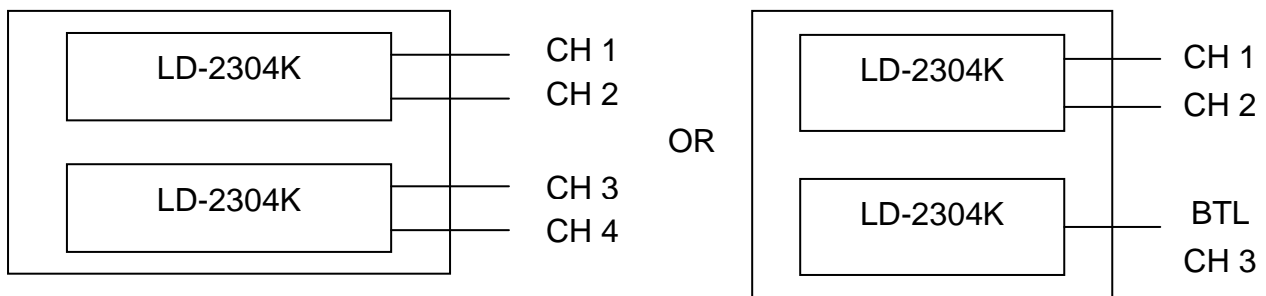 LD-2304K
CH 1
CH 2
LD-2304K
CH 3
CH 4
OR
LD-2304K
CH 1
CH 2
LD-2304K
BTL
CH 3